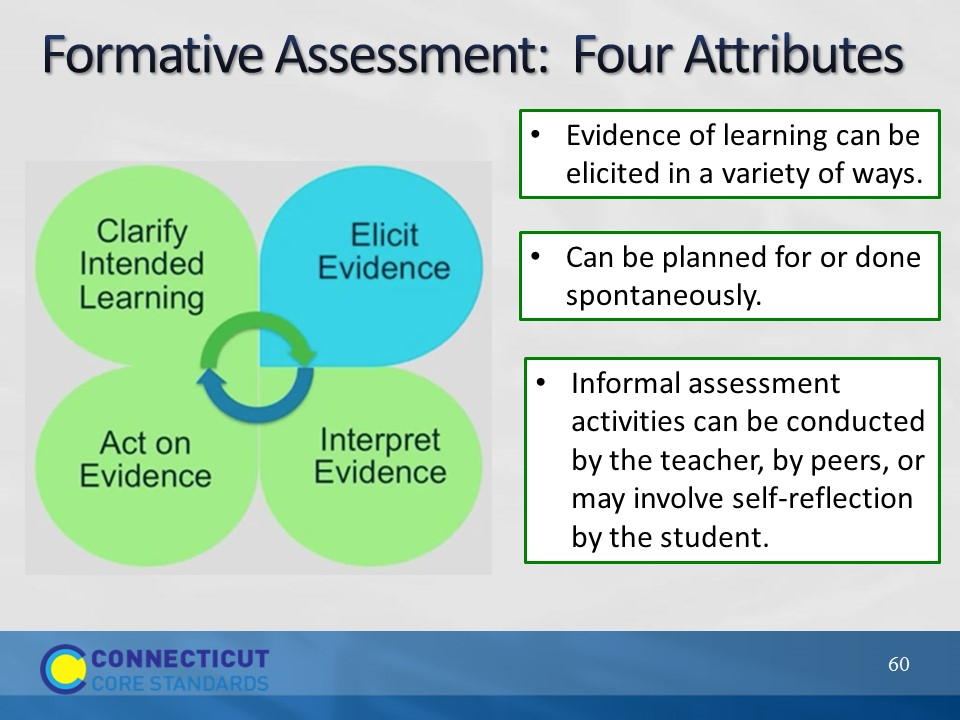 Formative Assessment: Four Attributes
Clarify
Intended
Learning
Elicit
Evidence
Act on
Evidence
Interpret
Evidence
• Evidence of learning can be
elicited in a variety of ways.
• Can be planned for or done
spontaneously.
• Informal assessment
activities can be conducted
by the teacher, by peers, or
may involve self-reflection
by the student.
CONNECTICUT
CORE STANDARDS
60